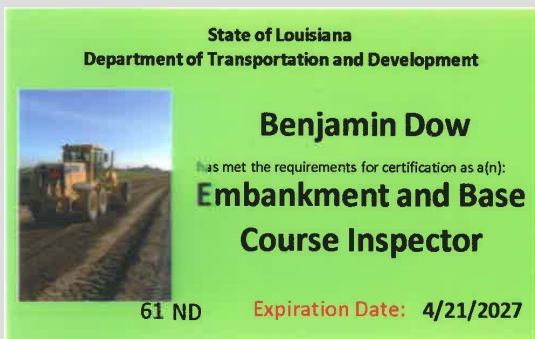 State of Louisiana
Department of Transportation and Development
Benjamin Dow
has met the requirements for certification as a(n):
Embankment and Base
Course Inspector
61 ND
Expiration Date: 4/21/2027